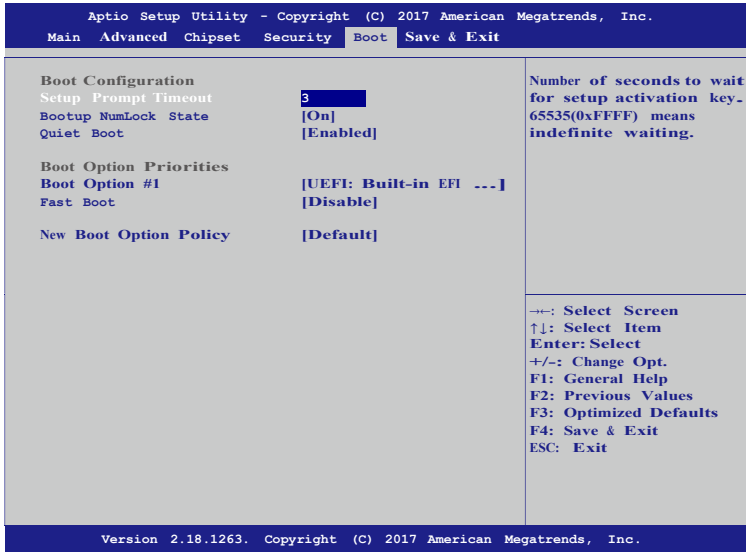 Aptio Setup Utility - Copyright (C) 2017 American Megatrends, Inc.
Main Advanced Chipset Security Boot Save & Exit
Boot Configuration
Setup Prompt Timeout 3
Bootup NumLock State [On]
Quiet Boot [Enabled]
Boot Option Priorities
Boot Option #1 [UEFI: Built-in EFI ...]
Fast Boot [Disable]
New Boot Option Policy [Default]
Number of seconds to wait
for setup activation key.
65535(0xFFFF) means
indefinite waiting.
→←: Select Screen
↑↓: Select Item
Enter: Select
+/-: Change Opt.
F1: General Help
F2: Previous Values
F3: Optimized Defaults
F4: Save & Exit
ESC: Exit
Version 2.18.1263. Copyright (C) 2017 American Megatrends, Inc.